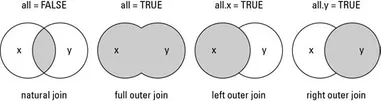 all = FALSE all = TRUE all.x = TRUE all.y = TRUE
x y x y x y x y
natural join full outer join left outer join right outer join